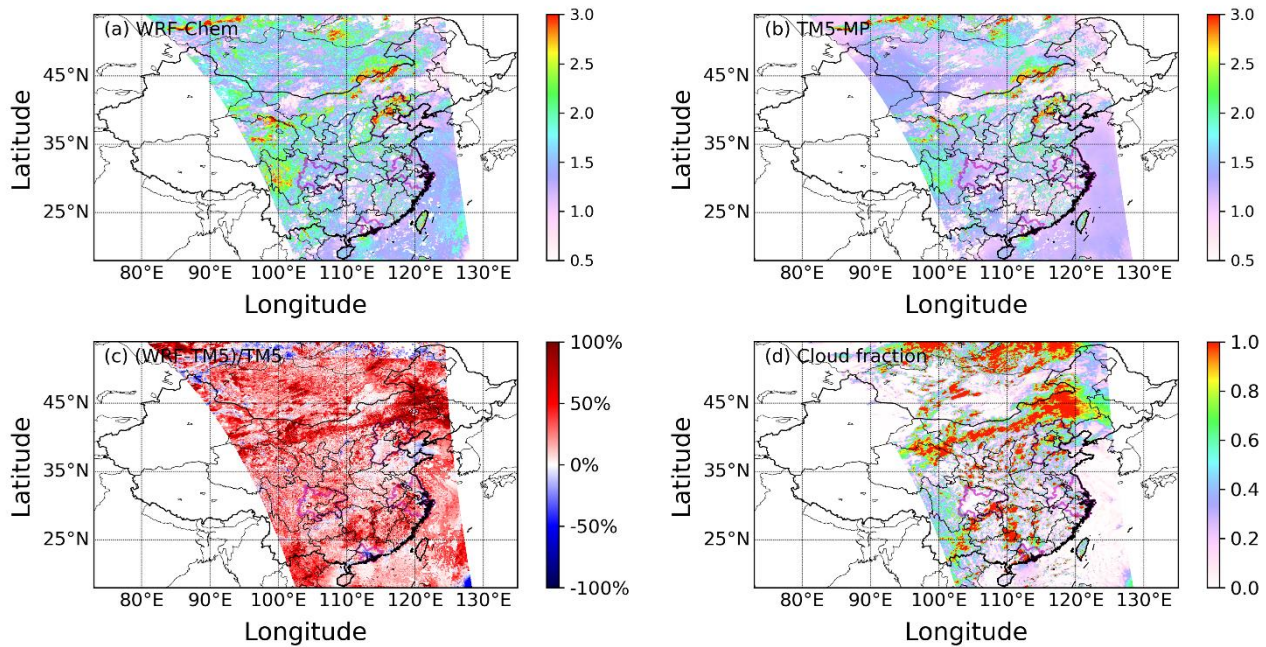 (a) WRF-Chem
45°N
35°N
25°N
Latitude
80°E 90°E 100°E 110°E 120°E 130°E
Longitude
3.0
2.5
2.0
1.5
1.0
0.5
(b) TM5-MP
45°N
35°N
25°N
Latitude
80°E 90°E 100°E 110°E 120°E 130°E
Longitude
3.0
2.5
2.0
1.5
1.0
0.5
(c) (WRF-TM5)/TM5
45°N
35°N
25°N
Latitude
80°E 90°E 100°E 110°E 120°E 130°E
Longitude
100%
50%
0%
-50%
-100%
(d) Cloud fraction
45°N
35°N
25°N
Latitude
80°E 90°E 100°E 110°E 120°E 130°E
Longitude
1.0
0.8
0.6
0.4
0.2
0.0